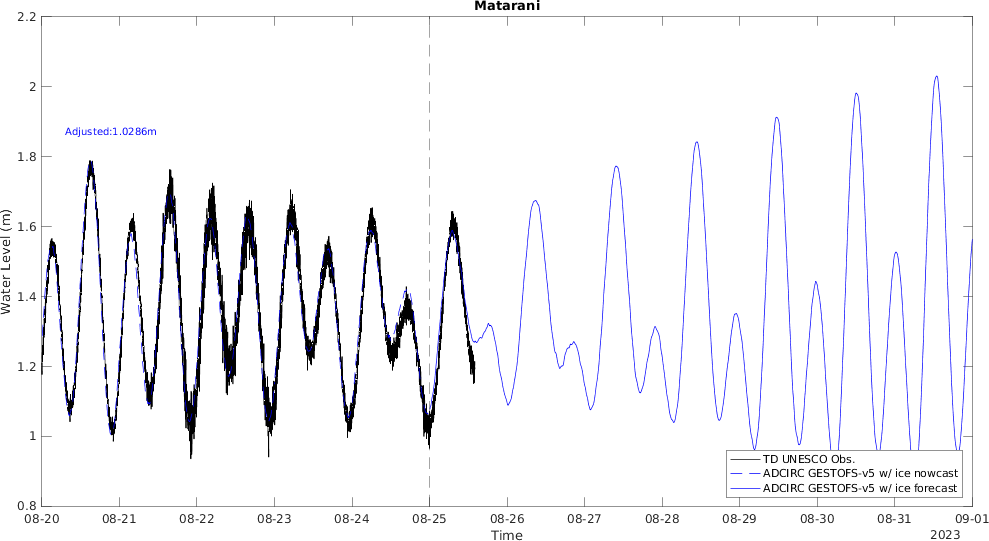 Matarani
2.2
2
1.8
1.6
1.4
1.2
1
0.8
Water Level (m)
Adjusted:1.0286m
TD UNESCO Obs.
ADCIRC GESTOFS-v5 w/ ice nowcast
ADCIRC GESTOFS-v5 w/ ice forecast
08-20 08-21 08-22 08-23 08-24 08-25 08-26 08-27 08-28 08-29 08-30 08-31 09-01
Time
2023